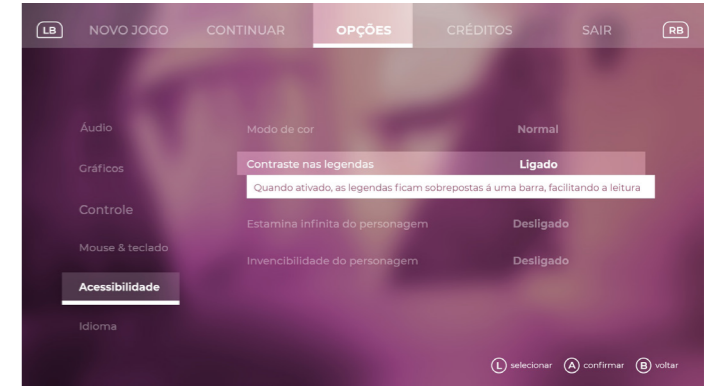 LB NOVO JOGO CONTINUAR OPÇÕES CRÉDITOS SAIR RB
Áudio
Gráficos
Controle
Mouse & teclado
Acessibilidade
Idioma
Modo de cor Normal
Contraste nas legendas Ligado
Quando ativado, as legendas ficam sobrepostas á uma barra, facilitando a leitura
Estamina infinita do personagem Desligado
Invencibilidade do personagem Desligado
L selecionar A confirmar B voltar